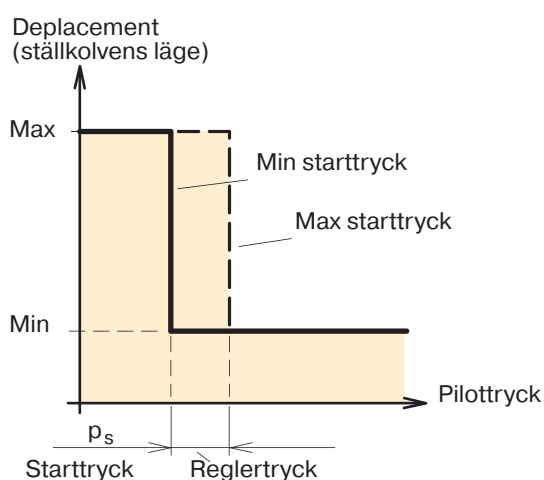 Deplacement
(ställkolvens läge)
Max
Min starttryck
Max starttryck
Min
Pilottryck
ps
Starttryck
Reglertryck